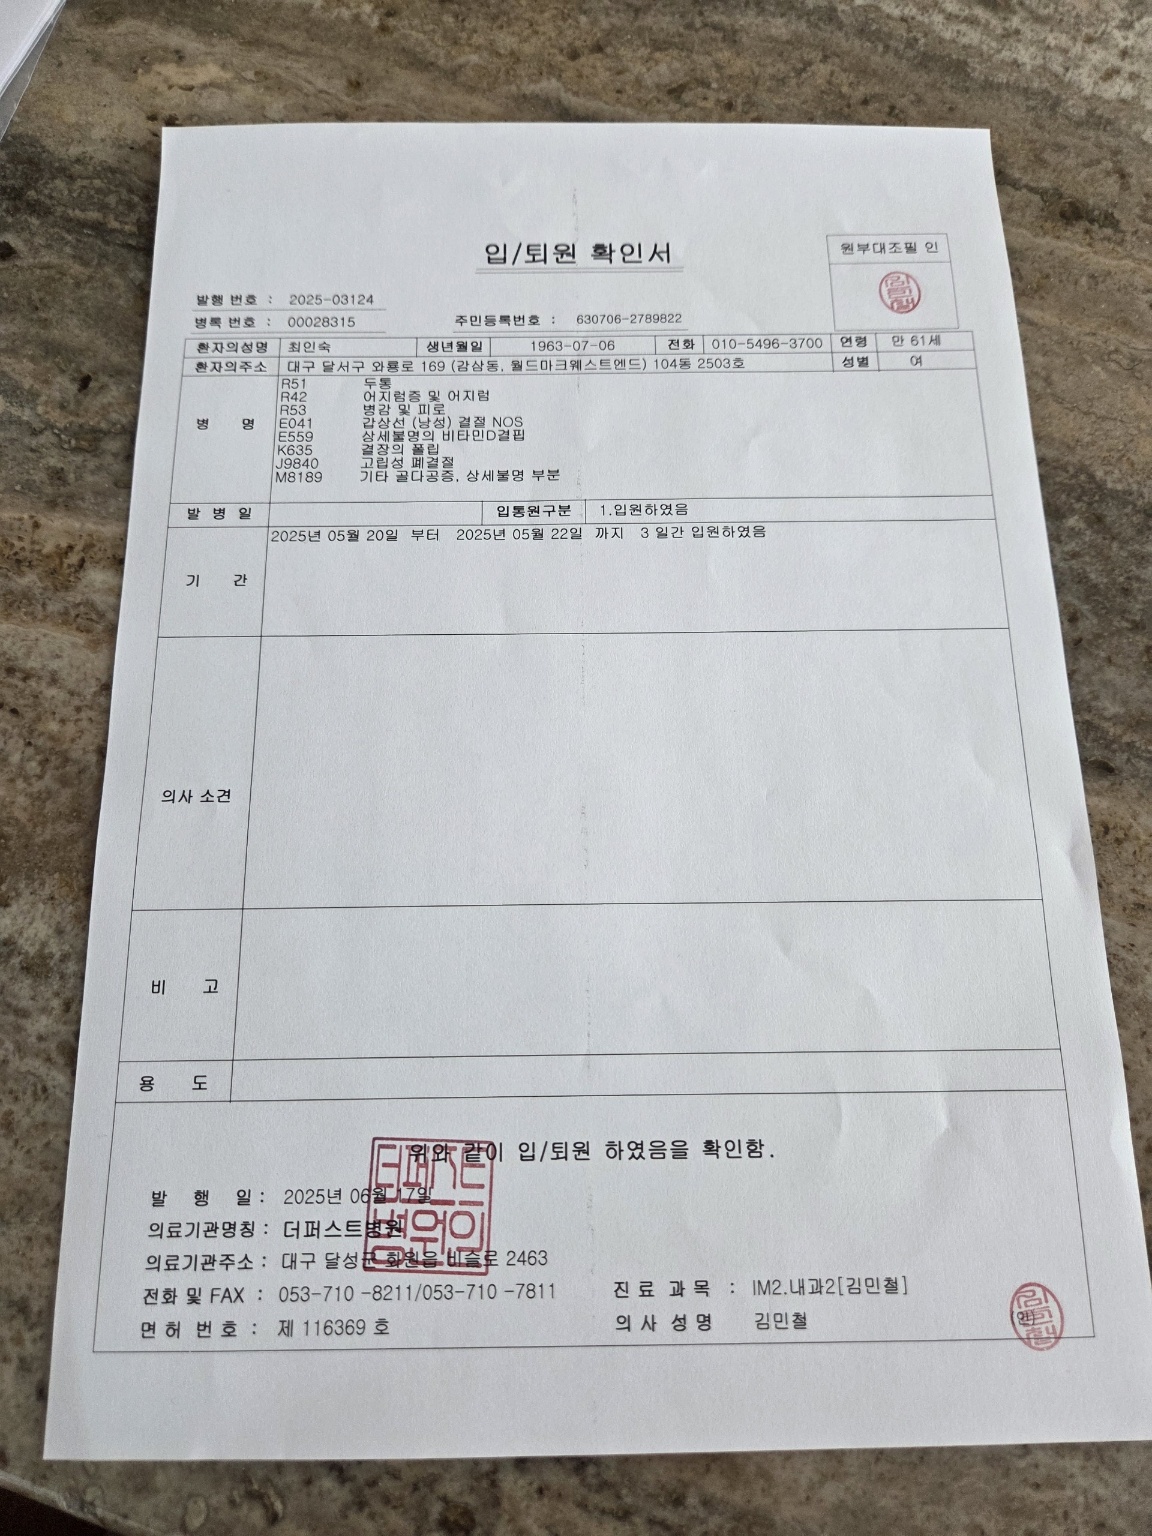 입/퇴원 확인서
원부대조필 인
발행 번호 : 2025-03124
병록 번호 : 00028315 주민등록번호 : 630706-2789822
환자의성명 최인숙 생년월일 1963-07-06 전화 010-5496-3700 연령 만 61세
환자의주소 대구 달서구 와룡로 169 (감삼동, 월드마크웨스트엔드) 104동 2503호 성별 여
병 명
R51 두통
R42 어지럼증 및 어지럼
R53 병감 및 피로
E041 갑상선 (낭성) 결절 NOS
E559 상세불명의 비타민D결핍
K635 결장의 폴립
J9840 고립성 폐결절
M8189 기타 골다공증, 상세불명 부분
발 병 일 입통원구분 1.입원하였음
기 간 2025년 05월 20일 부터 2025년 05월 22일 까지 3 일간 입원하였음
의사 소견
비 고
용 도
위와 같이 입/퇴원 하였음을 확인함.
발 행 일 : 2025년 06월 17일
의료기관명칭 : 더퍼스트병원
의료기관주소 : 대구 달성군 화원읍 비슬로 2463
전화 및 FAX : 053-710 -8211/053-710 -7811 진 료 과 목 : IM2.내과2[김민철]
면 허 번 호 : 제 116369 호 의 사 성 명 김민철 (인)
더퍼스트병원인